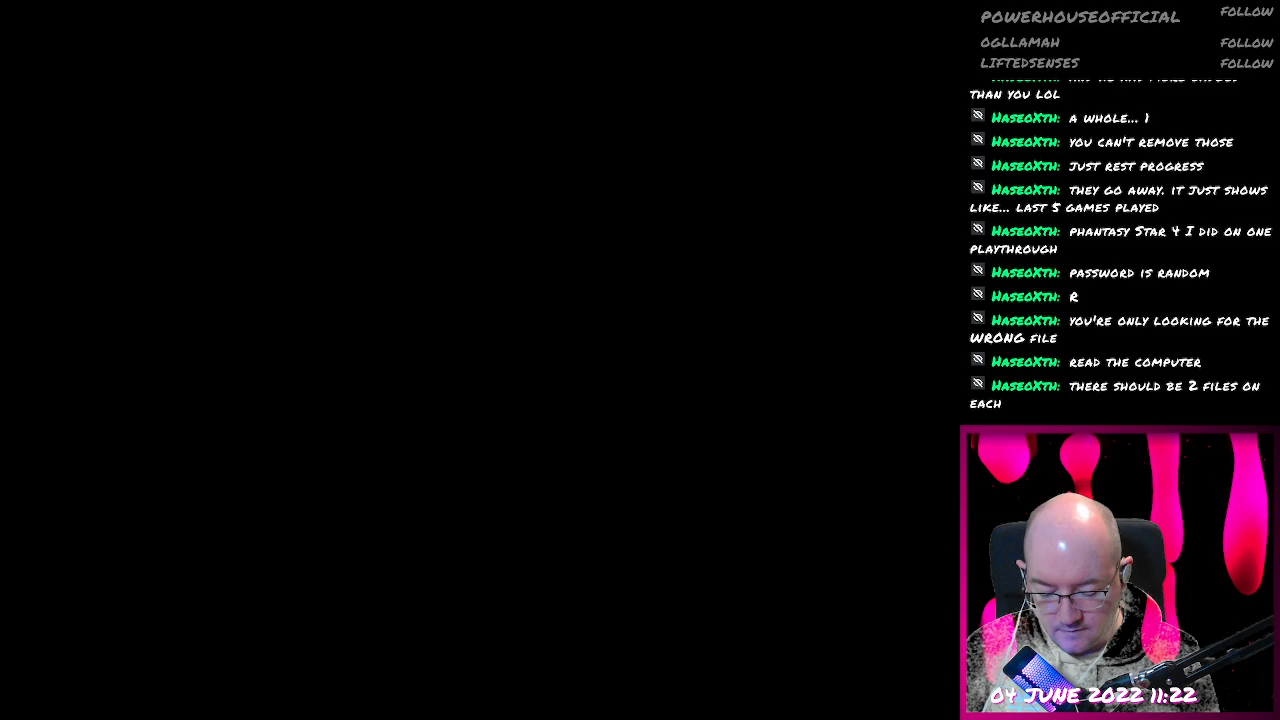 POWERHOUSEOFFICIAL FOLLOW
OGLLAMAH FOLLOW
LIFTEDSENSES FOLLOW
THAN YOU LOL
HaseoXth: A WHOLE... 1
HaseoXth: YOU CAN'T REMOVE THOSE
HaseoXth: JUST REST PROGRESS
HaseoXth: THEY GO AWAY. IT JUST SHOWS
LIKE... LAST 5 GAMES PLAYED
HaseoXth: PHANTASY STAR 4 I DID ON ONE
PLAYTHROUGH
HaseoXth: PASSWORD IS RANDOM
HaseoXth: R
HaseoXth: YOU'RE ONLY LOOKING FOR THE
WRONG FILE
HaseoXth: READ THE COMPUTER
HaseoXth: THERE SHOULD BE 2 FILES ON
EACH
04 JUNE 2022 11:22